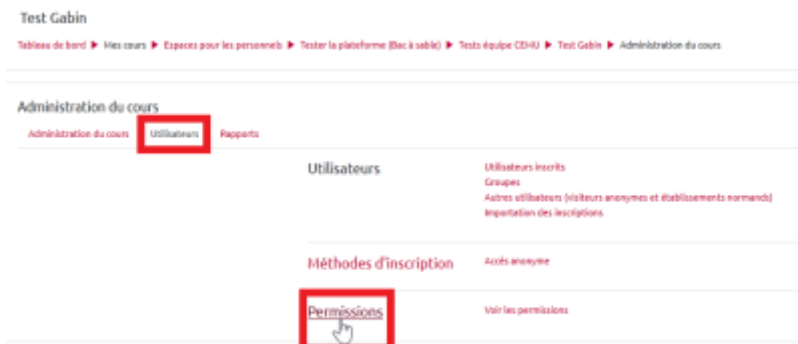 Test Gabin
Tableau de bord ▶ Mes cours ▶ Espaces pour les personnels ▶ Tester la plateforme (Bac à sable) ▶ Tests équipe CEMU ▶ Test Gabin ▶ Administration du cours
Administration du cours
Administration du cours Utilisateurs Rapports
Utilisateurs Utilisateurs inscrits
Groupes
Autres utilisateurs (visiteurs anonymes et établissements normands)
Importation des inscriptions
Méthodes d'inscription Accès anonyme
Permissions Voir les permissions